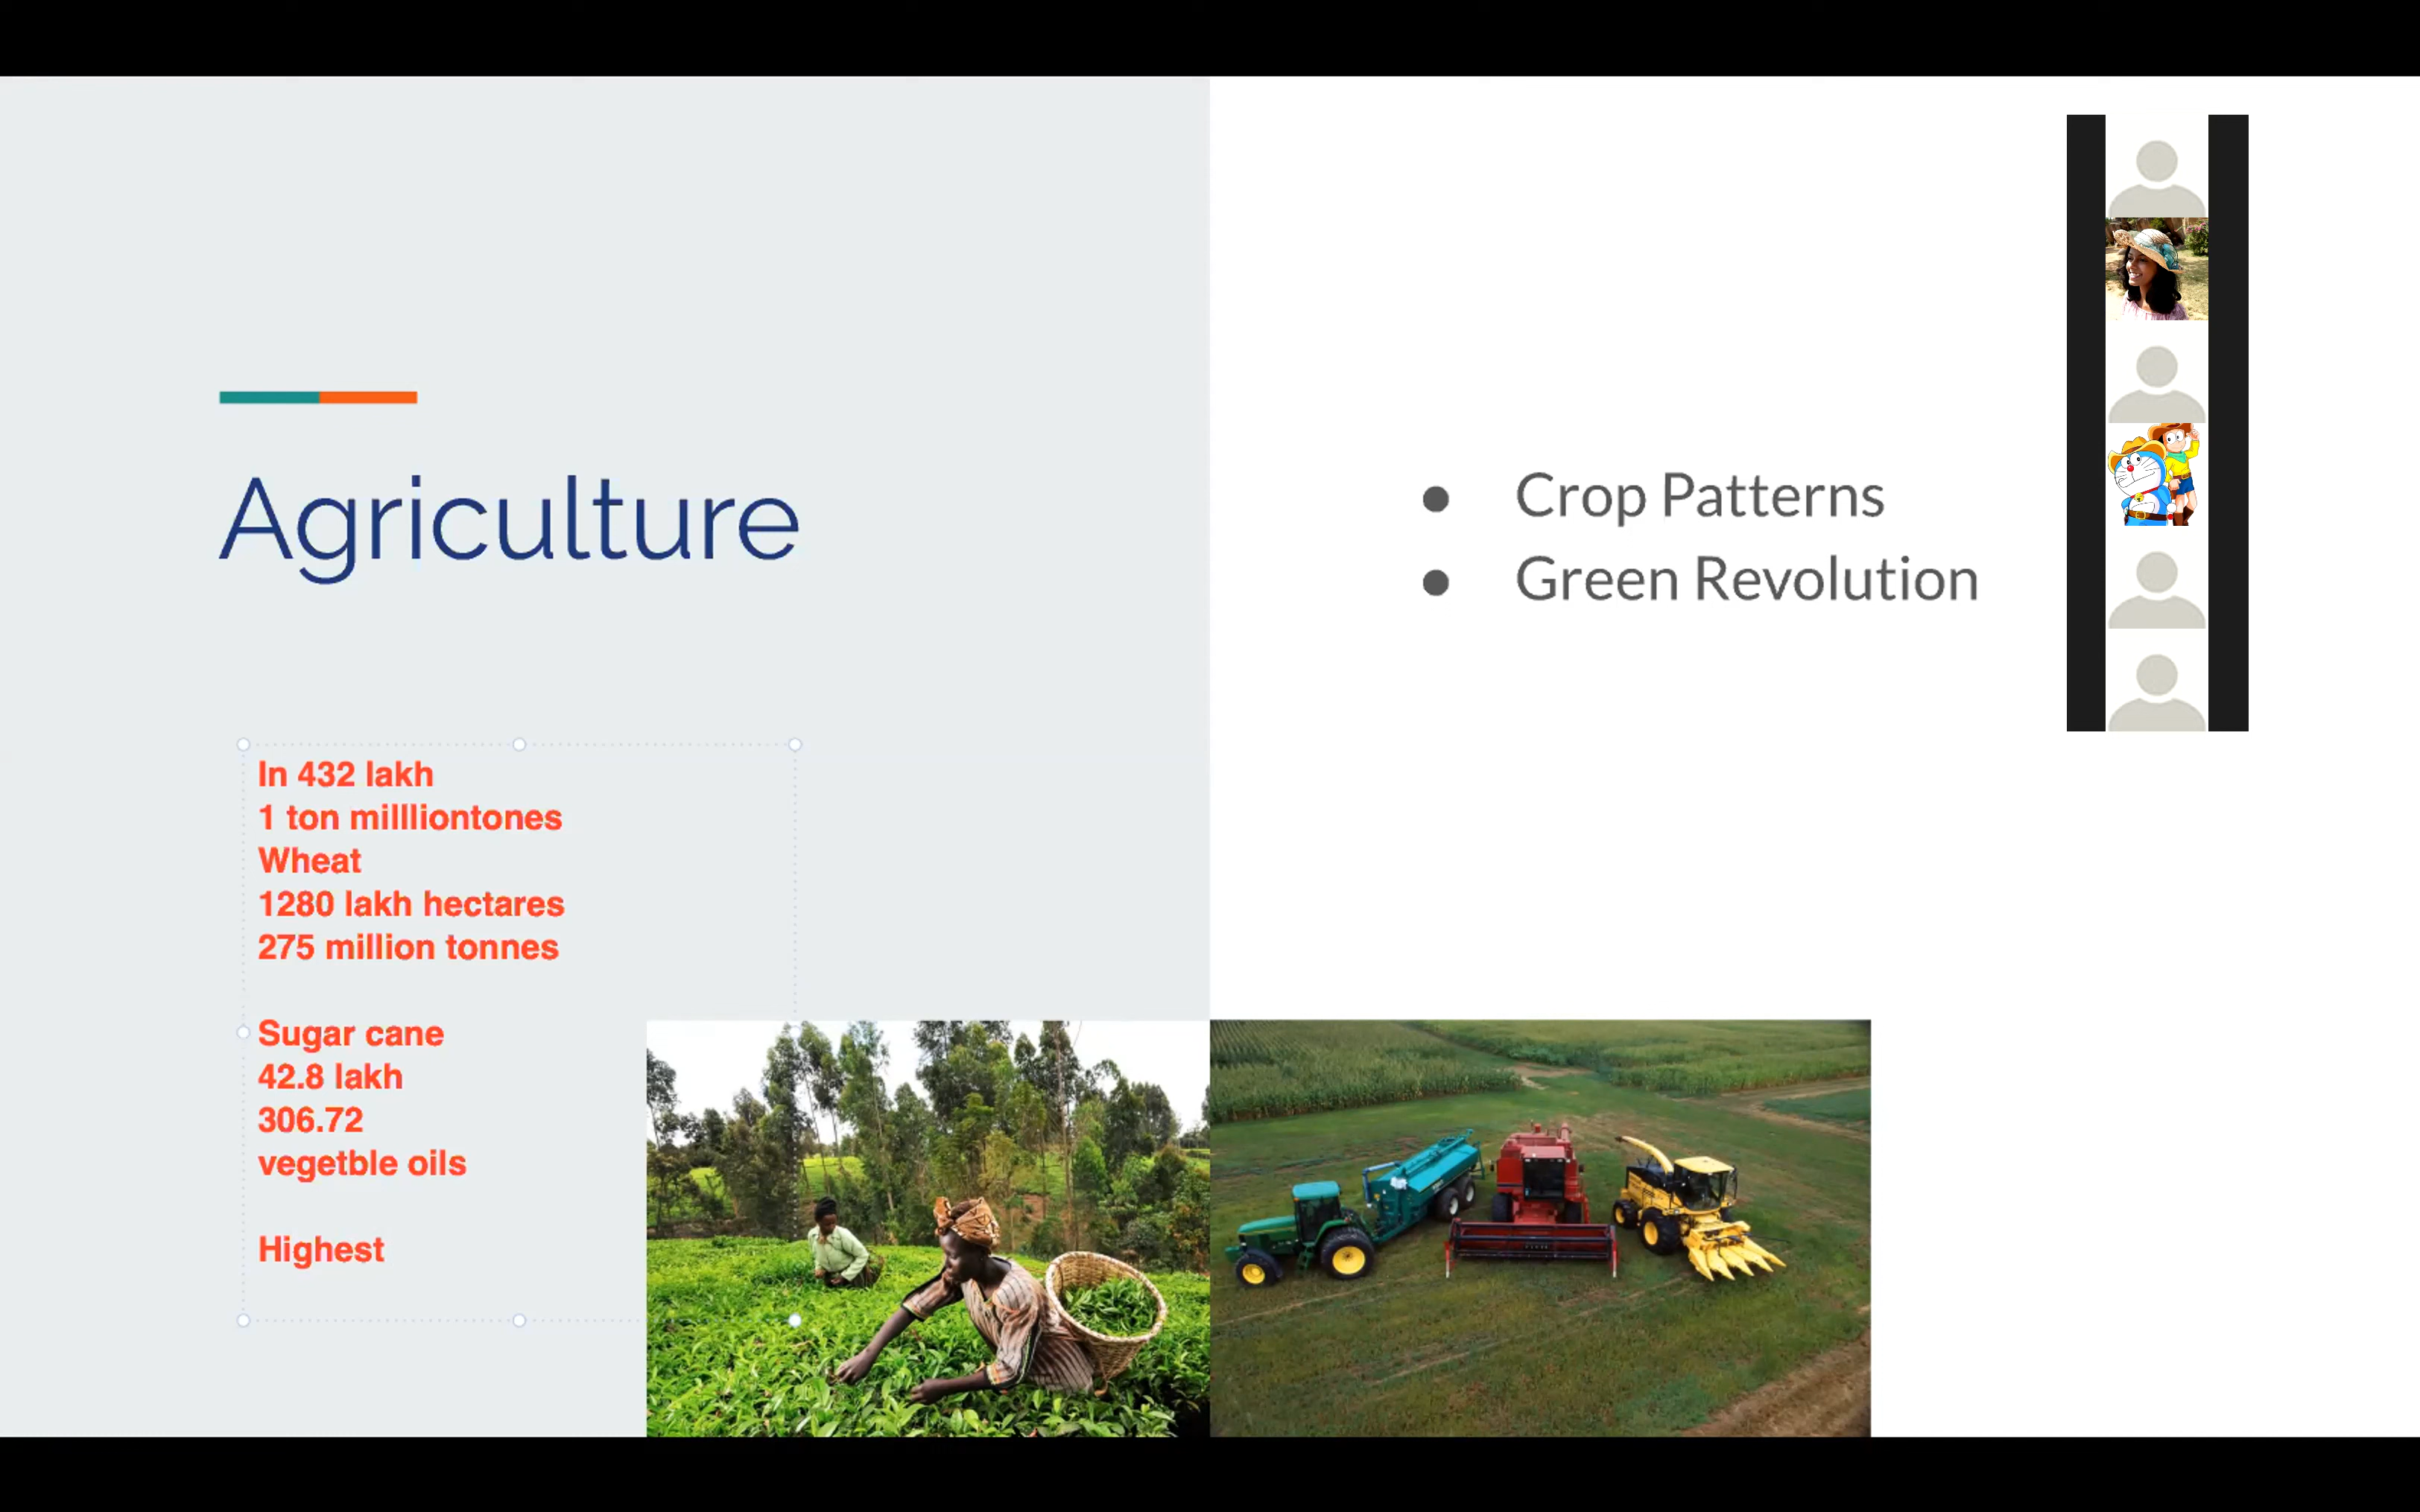 Agriculture
In 432 lakh
1 ton millliontones
Wheat
1280 lakh hectares
275 million tonnes
Sugar cane
42.8 lakh
306.72
vegetble oils
Highest
● Crop Patterns
● Green Revolution